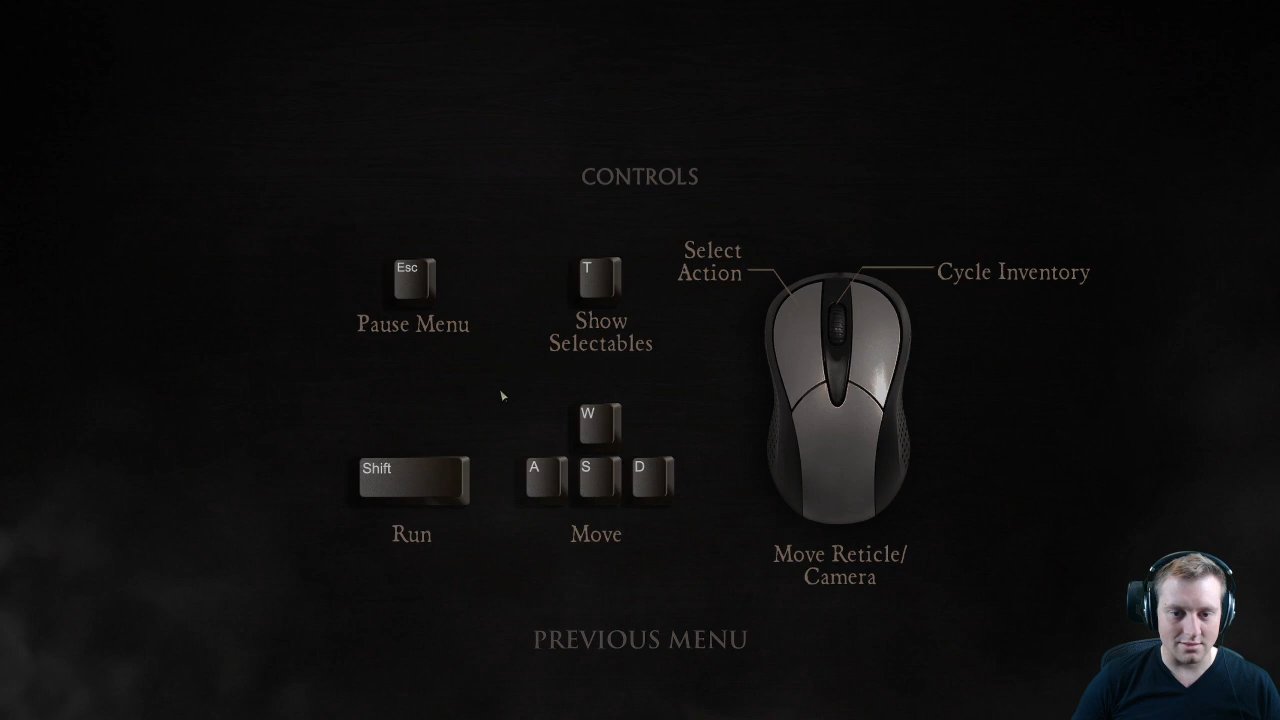 CONTROLS
Esc
Pause Menu
T
Show
Selectables
Select
Action
Cycle Inventory
Shift
Run
W
A S D
Move
Move Reticle/
Camera
PREVIOUS MENU